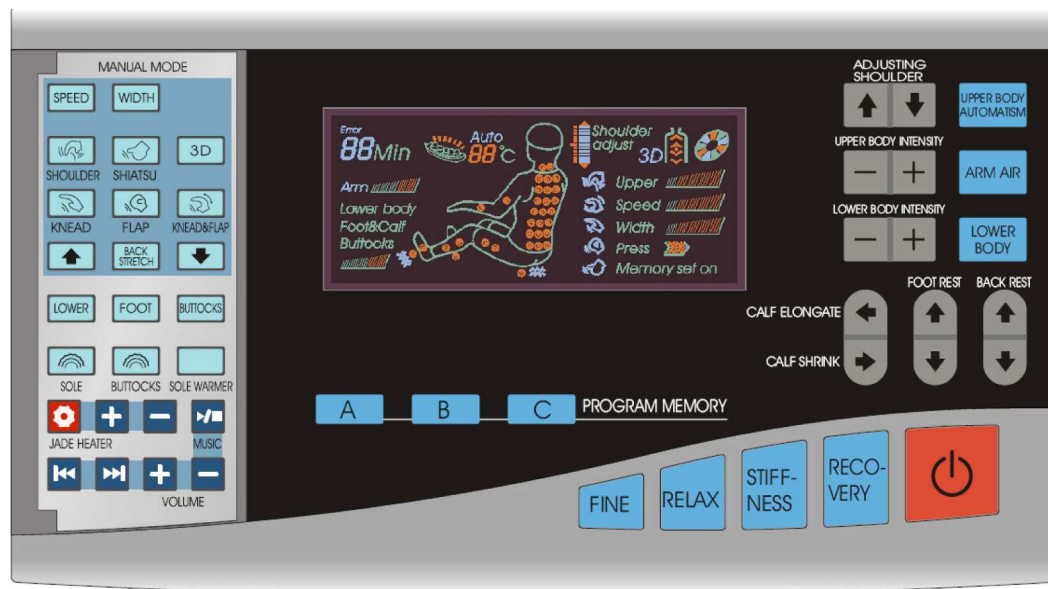 MANUAL MODE
SPEED
WIDTH
3D
SHOULDER
SHIATSU
KNEAD
FLAP
KNEAD&FLAP
BACK
STRETCH
LOWER
FOOT
BUTTOCKS
SOLE
BUTTOCKS
SOLE WARMER
JADE HEATER
MUSIC
VOLUME
Error
88Min
Auto
88°C
Shoulder
adjust
3D
Arm
Lower body
Foot&Calf
Buttocks
Upper
Speed
Width
Press
Memory set on
A
B
C
PROGRAM MEMORY
ADJUSTING
SHOULDER
UPPER BODY
AUTOMATISM
UPPER BODY INTENSITY
ARM AIR
LOWER BODY INTENSITY
LOWER
BODY
FOOT REST
BACK REST
CALF ELONGATE
CALF SHRINK
FINE
RELAX
STIFF-
NESS
RECO-
VERY